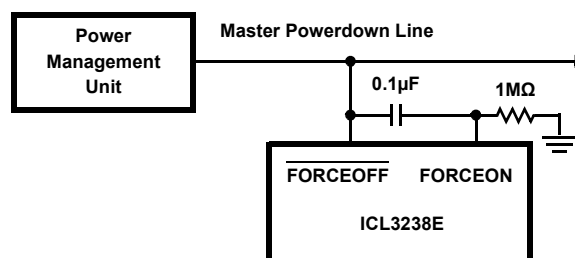 Power
Management
Unit
Master Powerdown Line
0.1μF
1MΩ
FORCEOFF FORCEON
ICL3238E